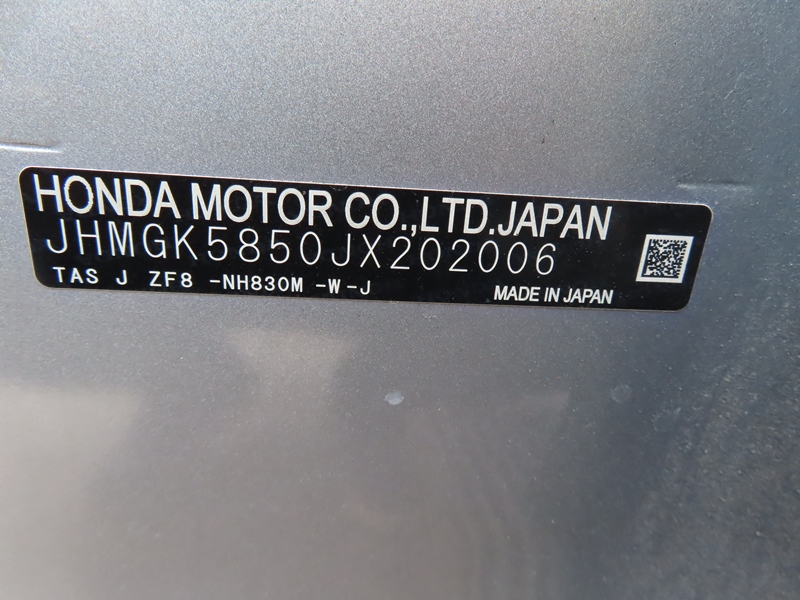 HONDA MOTOR CO.,LTD.JAPAN
JHMGK5850JX202006
TAS J ZF8 -NH830M -W-J
MADE IN JAPAN